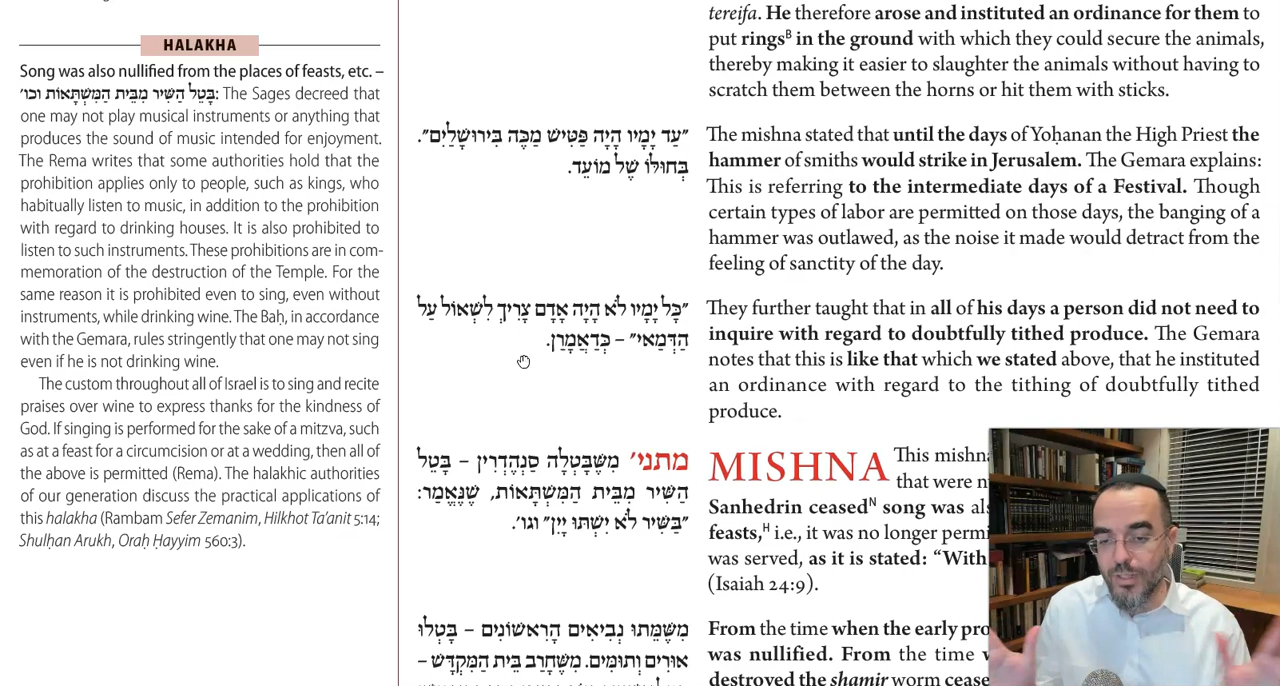 HALAKHA
Song was also nullified from the places of feasts, etc. –
בָּטֵל הַשִּׁיר מִבֵּית הַמִּשְׁתָּאוֹת וכו׳: The Sages decreed that
one may not play musical instruments or anything that
produces the sound of music intended for enjoyment.
The Rema writes that some authorities hold that the
prohibition applies only to people, such as kings, who
habitually listen to music, in addition to the prohibition
with regard to drinking houses. It is also prohibited to
listen to such instruments. These prohibitions are in com-
memoration of the destruction of the Temple. For the
same reason it is prohibited even to sing, even without
instruments, while drinking wine. The Baḥ, in accordance
with the Gemara, rules stringently that one may not sing
even if he is not drinking wine.
The custom throughout all of Israel is to sing and recite
praises over wine to express thanks for the kindness of
God. If singing is performed for the sake of a mitzva, such
as at a feast for a circumcision or at a wedding, then all of
the above is permitted (Rema). The halakhic authorities
of our generation discuss the practical applications of
this halakha (Rambam Sefer Zemanim, Hilkhot Ta'anit 5:14;
Shulḥan Arukh, Oraḥ Ḥayyim 560:3).
״עַד יָמָיו הָיָה פַּטִּישׁ מַכֶּה בִּירוּשָׁלַיִם״.
בְּחוּלּוֹ שֶׁל מוֹעֵד.
״כׇּל יָמָיו לֹא הָיָה אָדָם צָרִיךְ לִשְׁאוֹל עַל
הַדְּמַאי״ – כְּדַאֲמָרַן.
מתני׳ מִשֶּׁבָּטְלָה סַנְהֶדְרִין – בָּטֵל
הַשִּׁיר מִבֵּית הַמִּשְׁתָּאוֹת, שֶׁנֶּאֱמַר:
״בַּשִּׁיר לֹא יִשְׁתּוּ יָיִן״ וגו׳.
מִשֶּׁמֵּתוּ נְבִיאִים הָרִאשׁוֹנִים – בָּטְלוּ
אוּרִים וְתוּמִּים. מִשֶּׁחָרַב בֵּית הַמִּקְדָּשׁ –
tereifa. He therefore arose and instituted an ordinance for them to
put rings^B in the ground with which they could secure the animals,
thereby making it easier to slaughter the animals without having to
scratch them between the horns or hit them with sticks.
The mishna stated that until the days of Yoḥanan the High Priest the
hammer of smiths would strike in Jerusalem. The Gemara explains:
This is referring to the intermediate days of a Festival. Though
certain types of labor are permitted on those days, the banging of a
hammer was outlawed, as the noise it made would detract from the
feeling of sanctity of the day.
They further taught that in all of his days a person did not need to
inquire with regard to doubtfully tithed produce. The Gemara
notes that this is like that which we stated above, that he instituted
an ordinance with regard to the tithing of doubtfully tithed
produce.
MISHNA This
that were
Sanhedrin ceased^N song was
feasts,^H i.e., it was no longer
was served, as it is stated: “With
(Isaiah 24:9).
From the time when the early
was nullified. From the time
destroyed the shamir worm